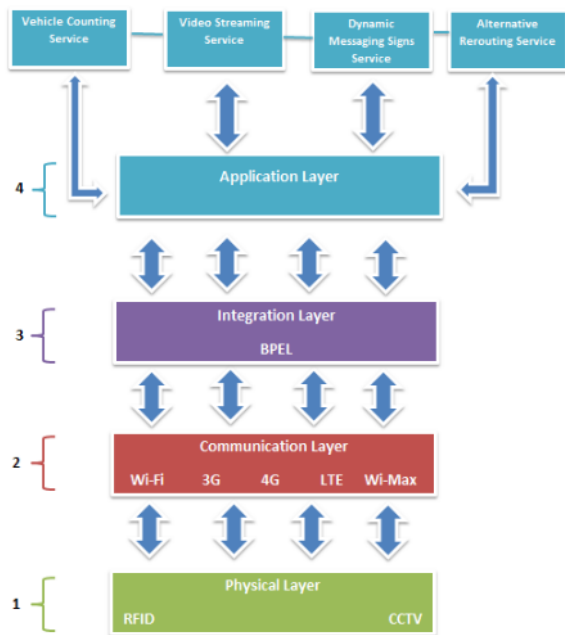 Vehicle Counting
Service
Video Streaming
Service
Dynamic
Messaging Signs
Service
Alternative
Rerouting Service
4
Application Layer
3
Integration Layer
BPEL
2
Communication Layer
Wi-Fi 3G 4G LTE Wi-Max
1
Physical Layer
RFID CCTV